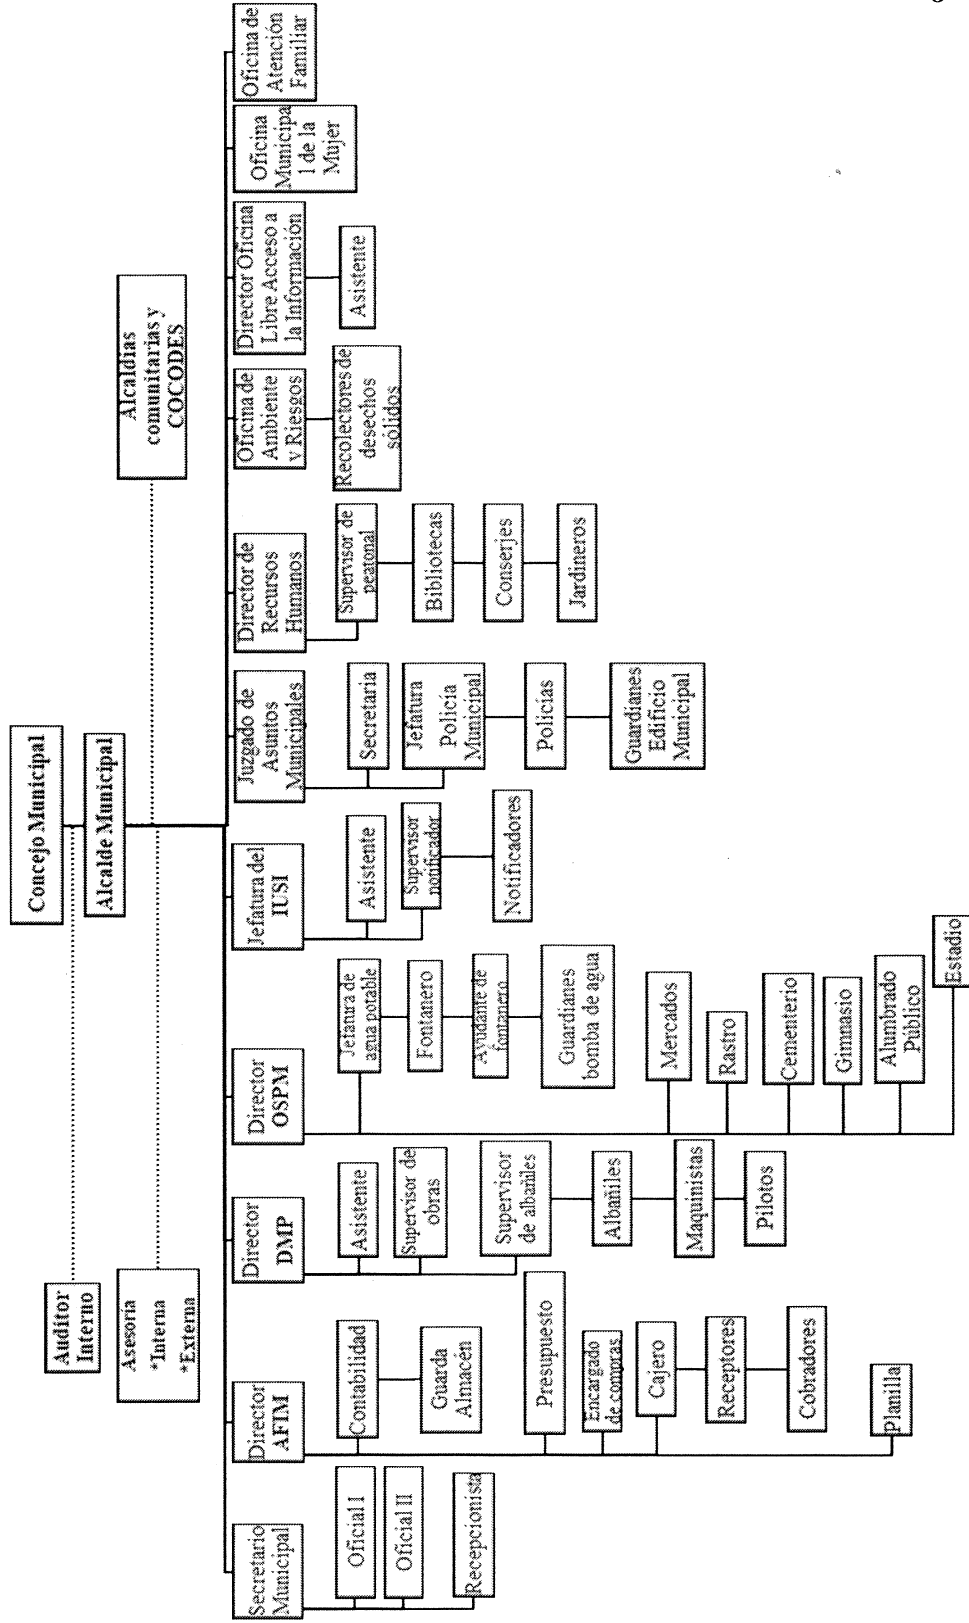 Concejo Municipal
Alcalde Municipal
Auditor
Interno
Asesoría
*Interna
*Externa
Alcaldías
comunitarias y
COCODES
Secretario
Municipal
Oficial I
Oficial II
Recepcionista
Director
AFIM
Contabilidad
Guarda
Almacén
Presupuesto
Encargado
de compras
Cajero
Receptores
Cobradores
Planilla
Director
DMP
Asistente
Supervisor de
obras
Supervisor
de albañiles
Albañiles
Maquinistas
Pilotos
Director
OSPM
Jefatura de
agua potable
Fontanero
Ayudante de
fontanero
Guardianes
bomba de agua
Mercados
Rastro
Cementerio
Gimnasio
Alumbrado
Público
Estadio
Jefatura del
IUSI
Asistente
Supervisor
notificador
Notificadores
Juzgado de
Asuntos
Municipales
Secretaria
Jefatura
Policía
Municipal
Policías
Guardianes
Edificio
Municipal
Director de
Recursos
Humanos
Supervisor de
peatonal
Bibliotecas
Conserjes
Jardineros
Oficina de
Ambiente
y Riesgos
Recolectores de
desechos
sólidos
Director Oficina
Libre Acceso a
la Información
Asistente
Oficina
Municipa
l de la
Mujer
Oficina de
Atención
Familiar